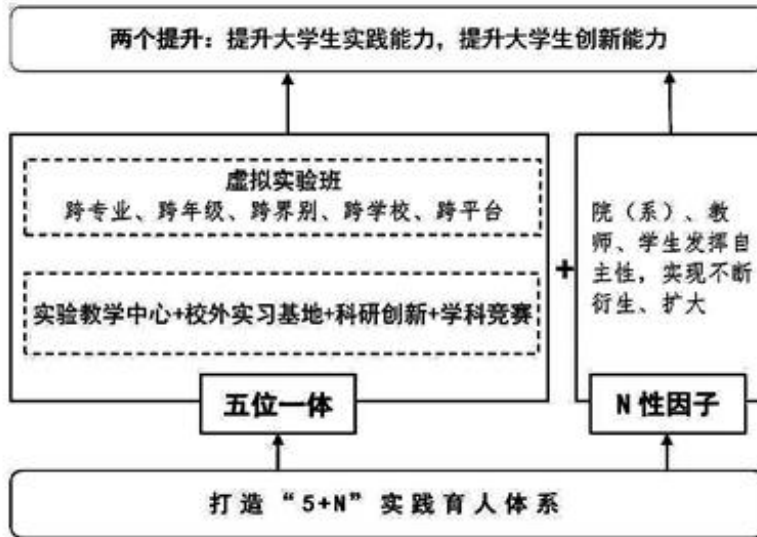 两个提升：提升大学生实践能力，提升大学生创新能力
虚拟实验班
跨专业、跨年级、跨界别、跨学校、跨平台
实验教学中心+校外实习基地+科研创新+学科竞赛
五位一体
+
院（系）、教
师、学生发挥自
主性，实现不断
衍生、扩大
N 性因子
打造“5+N”实践育人体系